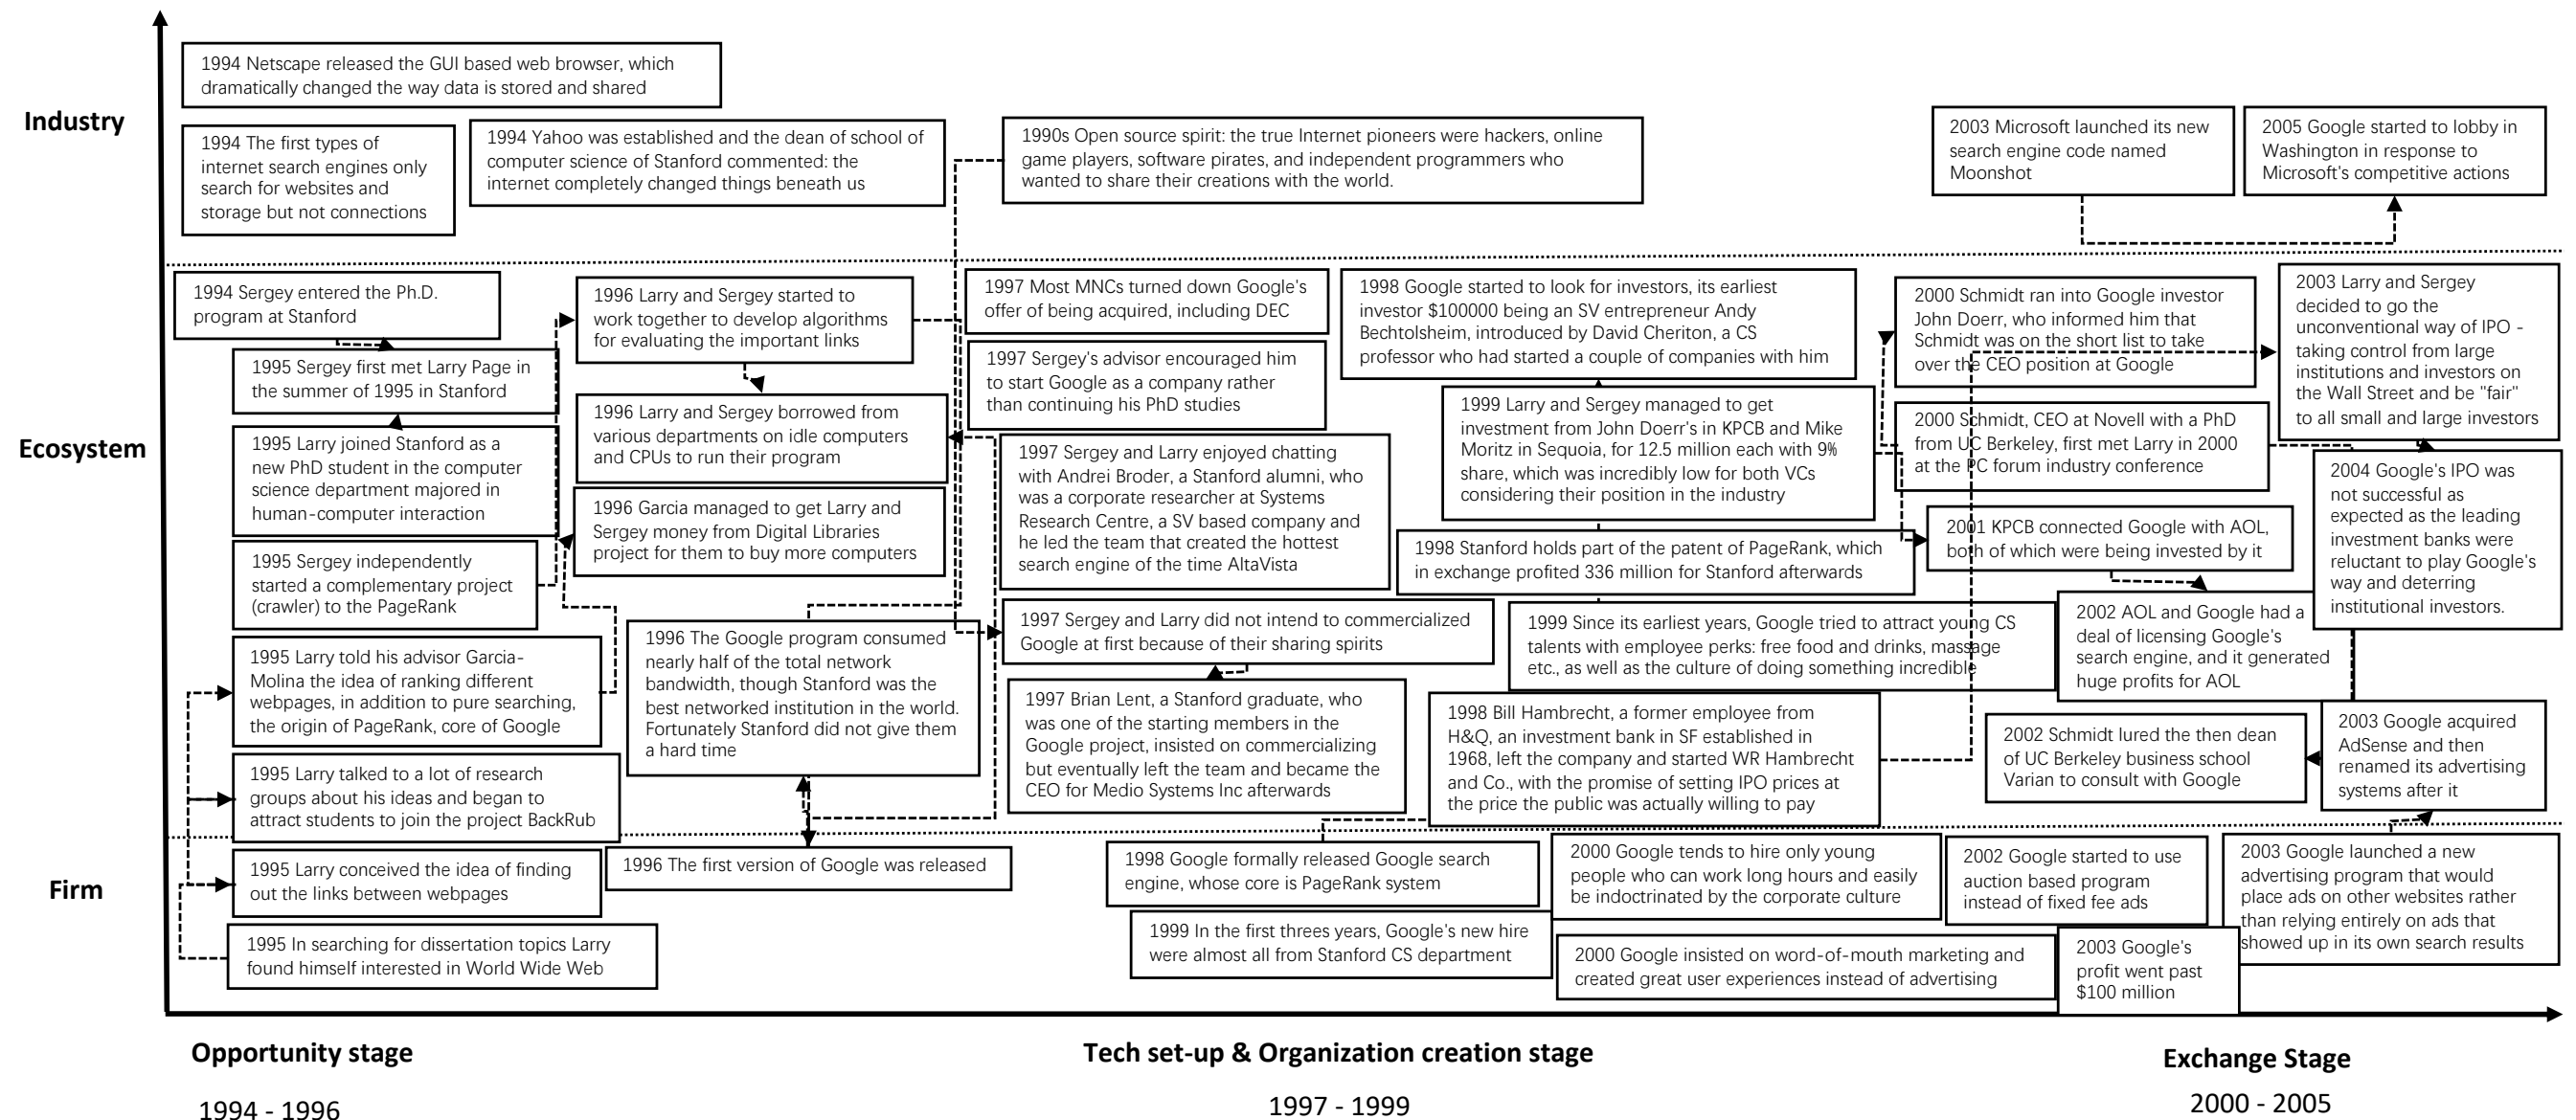 Industry
1994 Netscape released the GUI based web browser, which
dramatically changed the way data is stored and shared
1994 The first types of
internet search engines only
search for websites and
storage but not connections
1994 Yahoo was established and the dean of school of
computer science of Stanford commented: the
internet completely changed things beneath us
1990s Open source spirit: the true Internet pioneers were hackers, online
game players, software pirates, and independent programmers who
wanted to share their creations with the world.
2003 Microsoft launched its new
search engine code named
Moonshot
2005 Google started to lobby in
Washington in response to
Microsoft's competitive actions
Ecosystem
1994 Sergey entered the Ph.D.
program at Stanford
1995 Sergey first met Larry Page in
the summer of 1995 in Stanford
1995 Larry joined Stanford as a
new PhD student in the computer
science department majored in
human-computer interaction
1995 Sergey independently
started a complementary project
(crawler) to the PageRank
1995 Larry told his advisor Garcia-
Molina the idea of ranking different
webpages, in addition to pure searching,
the origin of PageRank, core of Google
1995 Larry talked to a lot of research
groups about his ideas and began to
attract students to join the project BackRub
1996 Larry and Sergey started to
work together to develop algorithms
for evaluating the important links
1996 Larry and Sergey borrowed from
various departments on idle computers
and CPUs to run their program
1996 Garcia managed to get Larry and
Sergey money from Digital Libraries
project for them to buy more computers
1996 The Google program consumed
nearly half of the total network
bandwidth, though Stanford was the
best networked institution in the world.
Fortunately Stanford did not give them
a hard time
1997 Most MNCs turned down Google's
offer of being acquired, including DEC
1997 Sergey's advisor encouraged him
to start Google as a company rather
than continuing his PhD studies
1997 Sergey and Larry enjoyed chatting
with Andrei Broder, a Stanford alumni, who
was a corporate researcher at Systems
Research Centre, a SV based company and
he led the team that created the hottest
search engine of the time AltaVista
1997 Sergey and Larry did not intend to commercialized
Google at first because of their sharing spirits
1997 Brian Lent, a Stanford graduate, who
was one of the starting members in the
Google project, insisted on commercializing
but eventually left the team and became the
CEO for Medio Systems Inc afterwards
1998 Google started to look for investors, its earliest
investor $100000 being an SV entrepreneur Andy
Bechtolsheim, introduced by David Cheriton, a CS
professor who had started a couple of companies with him
1999 Larry and Sergey managed to get
investment from John Doerr's in KPCB and Mike
Moritz in Sequoia, for 12.5 million each with 9%
share, which was incredibly low for both VCs
considering their position in the industry
1998 Stanford holds part of the patent of PageRank, which
in exchange profited 336 million for Stanford afterwards
1999 Since its earliest years, Google tried to attract young CS
talents with employee perks: free food and drinks, massage
etc., as well as the culture of doing something incredible
1998 Bill Hambrecht, a former employee from
H&Q, an investment bank in SF established in
1968, left the company and started WR Hambrecht
and Co., with the promise of setting IPO prices at
the price the public was actually willing to pay
2000 Schmidt ran into Google investor
John Doerr, who informed him that
Schmidt was on the short list to take
over the CEO position at Google
2000 Schmidt, CEO at Novell with a PhD
from UC Berkeley, first met Larry in 2000
at the PC forum industry conference
2001 KPCB connected Google with AOL,
both of which were being invested by it
2002 AOL and Google had a
deal of licensing Google's
search engine, and it generated
huge profits for AOL
2002 Schmidt lured the then dean
of UC Berkeley business school
Varian to consult with Google
2003 Larry and Sergey
decided to go the
unconventional way of IPO -
taking control from large
institutions and investors on
the Wall Street and be "fair"
to all small and large investors
2004 Google's IPO was
not successful as
expected as the leading
investment banks were
reluctant to play Google's
way and deterring
institutional investors.
2003 Google acquired
AdSense and then
renamed its advertising
systems after it
Firm
1995 Larry conceived the idea of finding
out the links between webpages
1995 In searching for dissertation topics Larry
found himself interested in World Wide Web
1996 The first version of Google was released
1998 Google formally released Google search
engine, whose core is PageRank system
1999 In the first threes years, Google's new hire
were almost all from Stanford CS department
2000 Google tends to hire only young
people who can work long hours and easily
be indoctrinated by the corporate culture
2000 Google insisted on word-of-mouth marketing and
created great user experiences instead of advertising
2002 Google started to use
auction based program
instead of fixed fee ads
2003 Google's
profit went past
$100 million
2003 Google launched a new
advertising program that would
place ads on other websites rather
than relying entirely on ads that
showed up in its own search results
Opportunity stage
1994 - 1996
Tech set-up & Organization creation stage
1997 - 1999
Exchange Stage
2000 - 2005